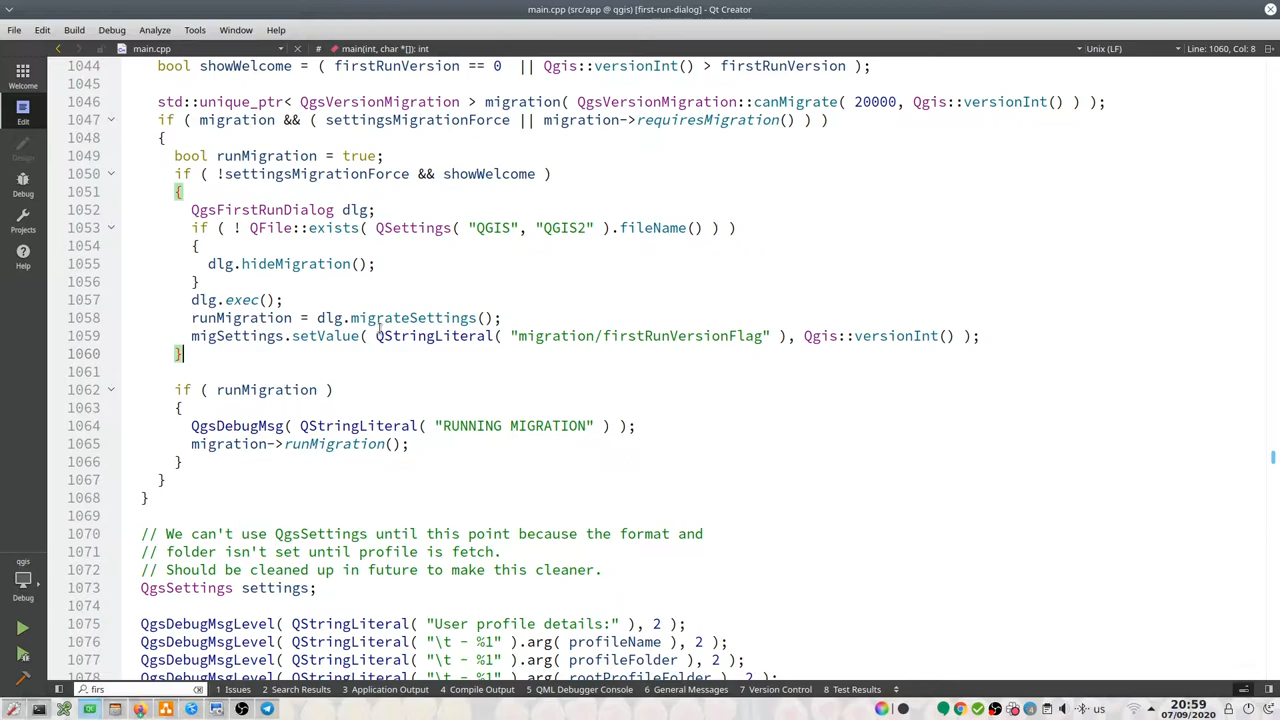 main.cpp (src/app @ qgis) [first-run-dialog] - Qt Creator
File Edit Build Debug Analyze Tools Window Help
main.cpp # main(int, char *[]): int Unix (LF) Line: 1060, Col: 8
Welcome
Edit
Design
Debug
Projects
Help
qgis
Debug
1044 bool showWelcome = ( firstRunVersion == 0 || Qgis::versionInt() > firstRunVersion );
1045
1046 std::unique_ptr< QgsVersionMigration > migration( QgsVersionMigration::canMigrate( 20000, Qgis::versionInt() ) );
1047 if ( migration && ( settingsMigrationForce || migration->requiresMigration() ) )
1048 {
1049 bool runMigration = true;
1050 if ( !settingsMigrationForce && showWelcome )
1051 {
1052 QgsFirstRunDialog dlg;
1053 if ( ! QFile::exists( QSettings( "QGIS", "QGIS2" ).fileName() ) )
1054 {
1055 dlg.hideMigration();
1056 }
1057 dlg.exec();
1058 runMigration = dlg.migrateSettings();
1059 migSettings.setValue( QStringLiteral( "migration/firstRunVersionFlag" ), Qgis::versionInt() );
1060 }
1061
1062 if ( runMigration )
1063 {
1064 QgsDebugMsg( QStringLiteral( "RUNNING MIGRATION" ) );
1065 migration->runMigration();
1066 }
1067 }
1068 }
1069
1070 // We can't use QgsSettings until this point because the format and
1071 // folder isn't set until profile is fetch.
1072 // Should be cleaned up in future to make this cleaner.
1073 QgsSettings settings;
1074
1075 QgsDebugMsgLevel( QStringLiteral( "User profile details:" ), 2 );
1076 QgsDebugMsgLevel( QStringLiteral( "\t - %1" ).arg( profileName ), 2 );
1077 QgsDebugMsgLevel( QStringLiteral( "\t - %1" ).arg( profileFolder ), 2 );
1078 QgsDebugMsgLevel( QStringLiteral( "\t - %1" ).arg( rootProfileFolder ), 2 );
firs 1 Issues 2 Search Results 3 Application Output 4 Compile Output 5 QML Debugger Console 6 General Messages 7 Version Control 8 Test Results
us 20:59
07/09/2020